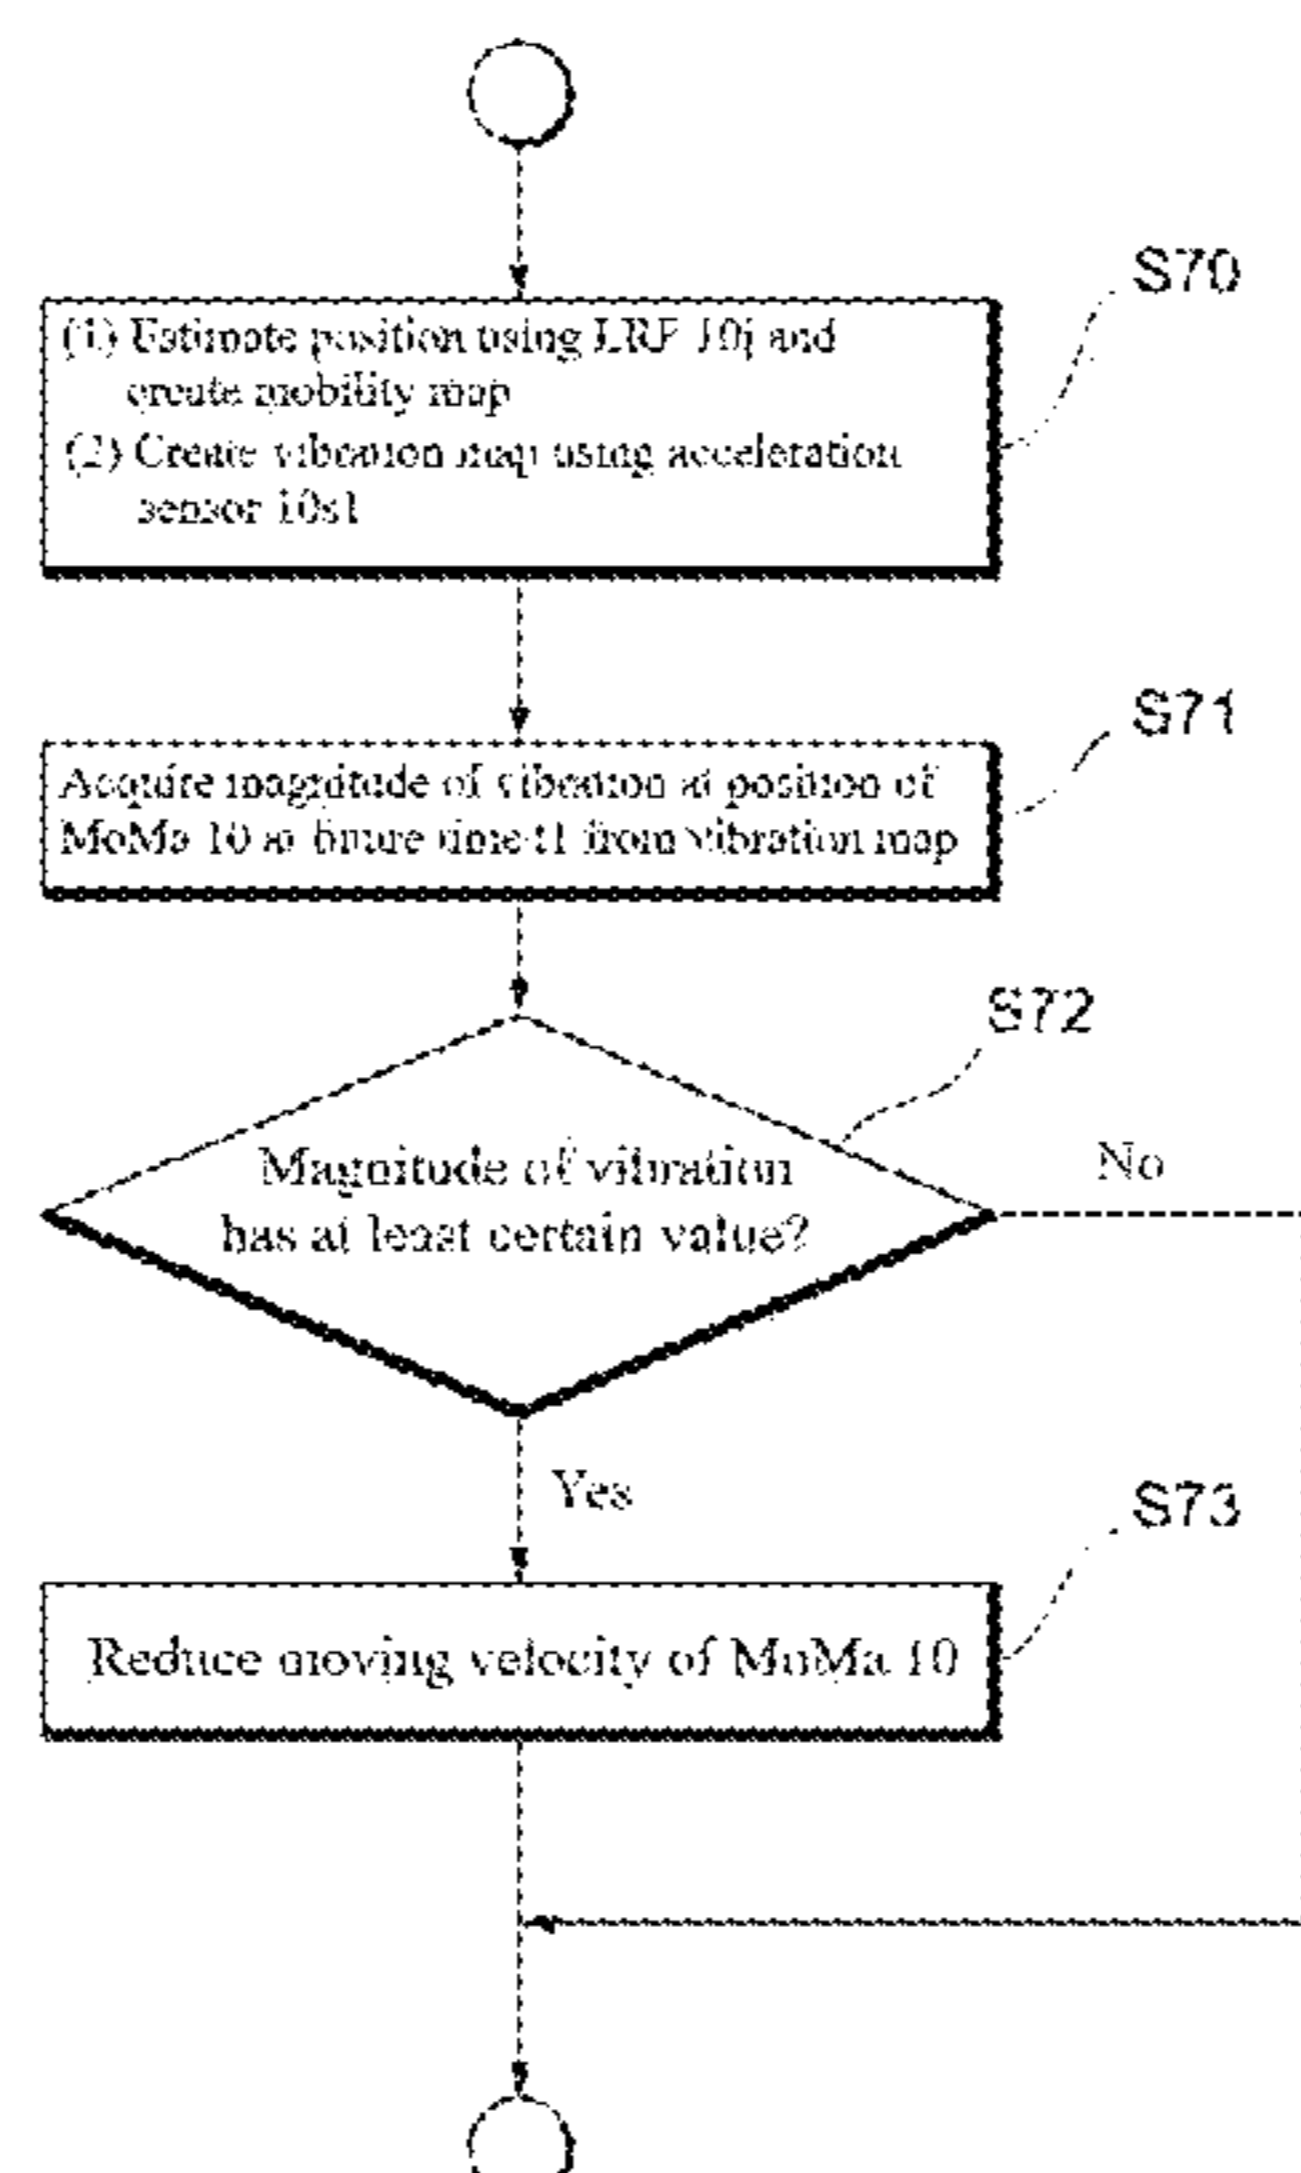 S70
(1) Estimate position using LRF 10j and
create mobility map
(2) Create vibration map using acceleration
sensor 10s1
S71
Acquire magnitude of vibration at position of
MoMa 10 at future time t1 from vibration map
S72
Magnitude of vibration
has at least certain value?
No
Yes
S73
Reduce moving velocity of MoMa 10